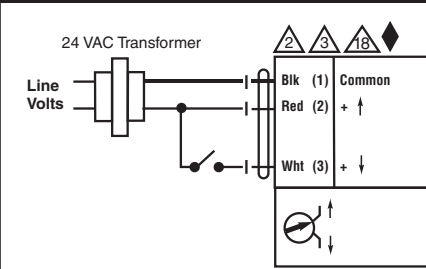 24 VAC Transformer
2 3 18
Line
Volts
Blk (1) Common
Red (2) +
Wht (3) +